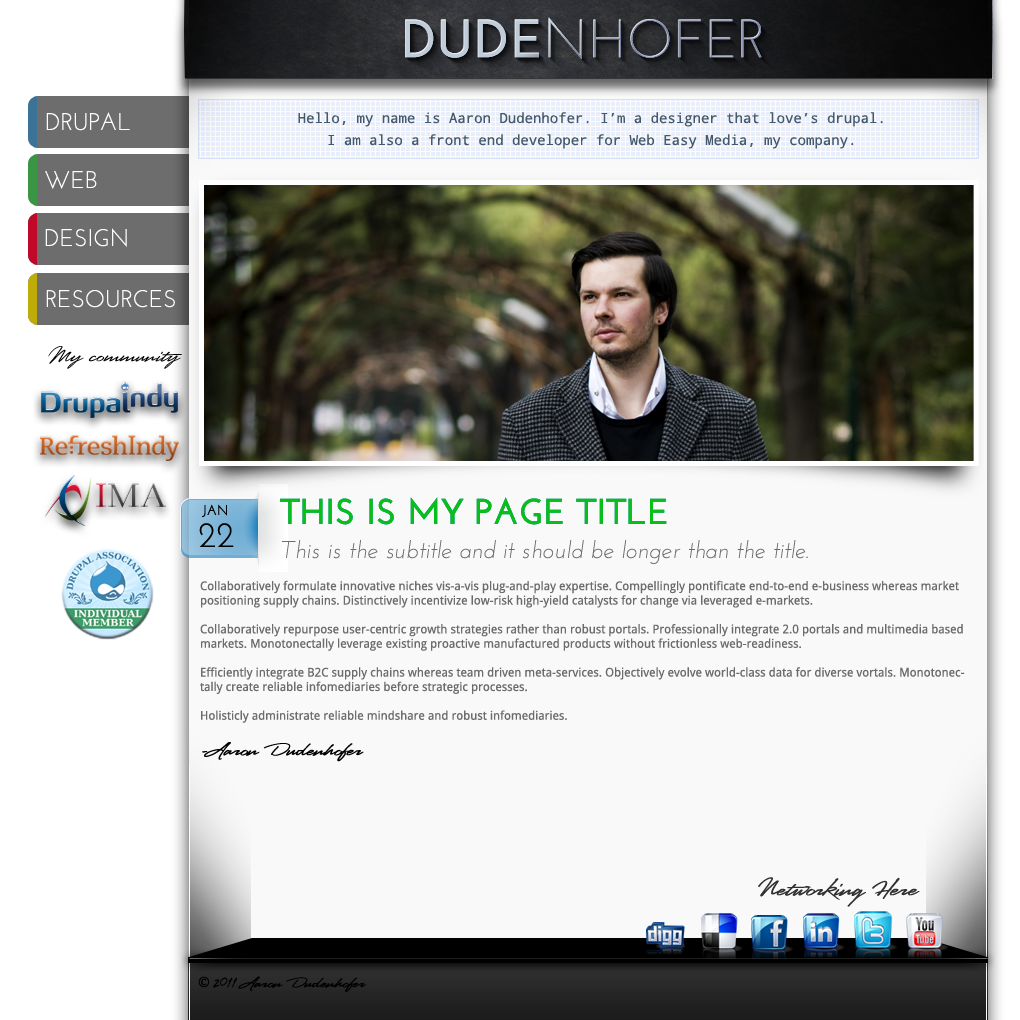 DUDENHOFER
Hello, my name is Aaron Dudenhofer. I'm a designer that love's drupal.
I am also a front end developer for Web Easy Media, my company.
DRUPAL
WEB
DESIGN
RESOURCES
My community
DrupalIndy
RefreshIndy
IMA
DRUPAL ASSOCIATION
INDIVIDUAL
MEMBER
JAN
22
THIS IS MY PAGE TITLE
This is the subtitle and it should be longer than the title.
Collaboratively formulate innovative niches vis-a-vis plug-and-play expertise. Compellingly pontificate end-to-end e-business whereas market
positioning supply chains. Distinctively incentivize low-risk high-yield catalysts for change via leveraged e-markets.
Collaboratively repurpose user-centric growth strategies rather than robust portals. Professionally integrate 2.0 portals and multimedia based
markets. Monotonectally leverage existing proactive manufactured products without frictionless web-readiness.
Efficiently integrate B2C supply chains whereas team driven meta-services. Objectively evolve world-class data for diverse vortals. Monotonec-
tally create reliable infomediaries before strategic processes.
Holisticly administrate reliable mindshare and robust infomediaries.
-Aaron Dudenhofer
Networking Here
digg
f
in
t
You
Tube
© 2011 Aaron Dudenhofer